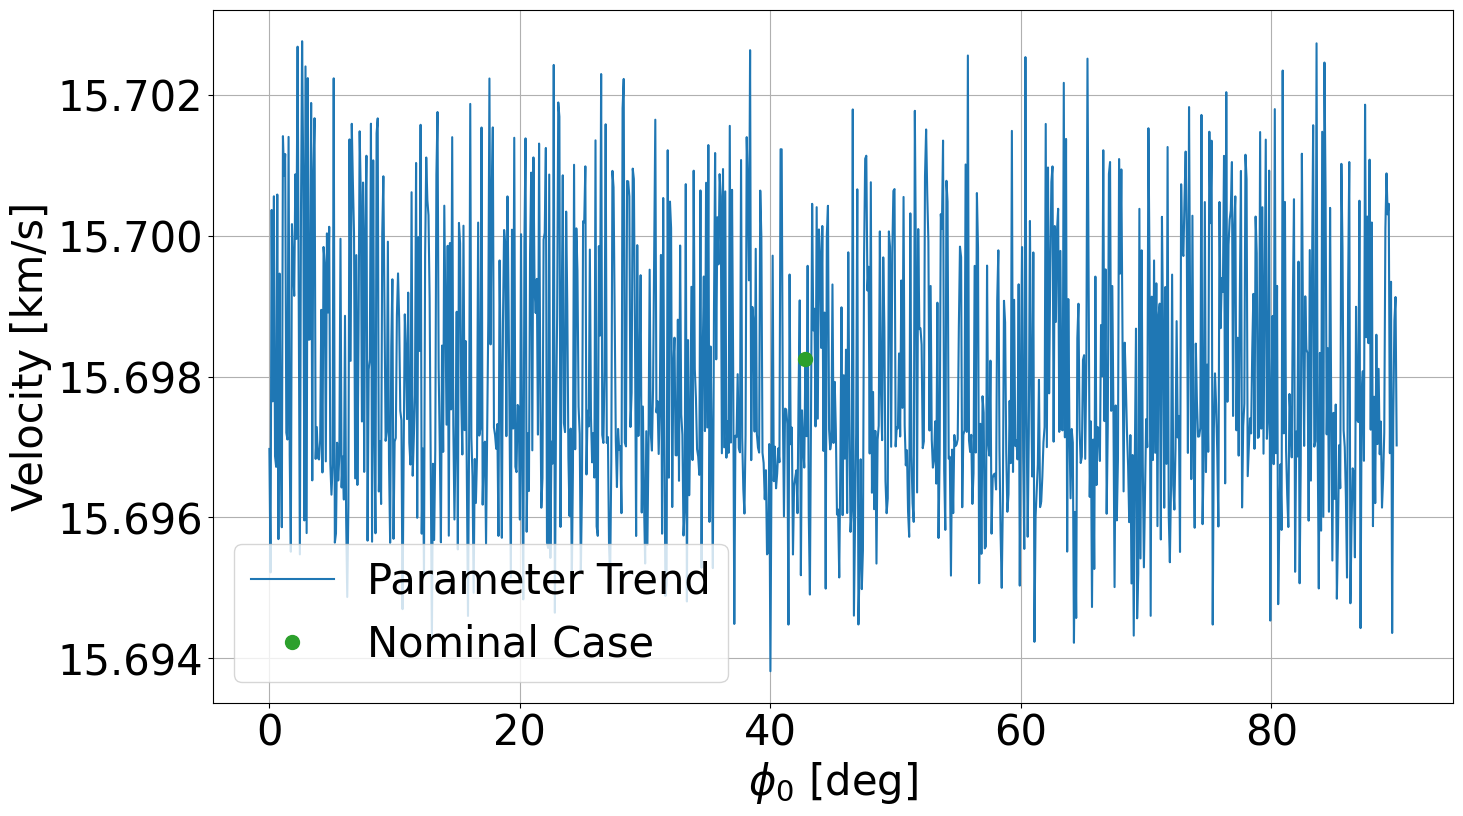 15.702
15.700
15.698
15.696
15.694
Velocity [km/s]
Parameter Trend
Nominal Case
0 20 40 60 80
ϕ₀ [deg]